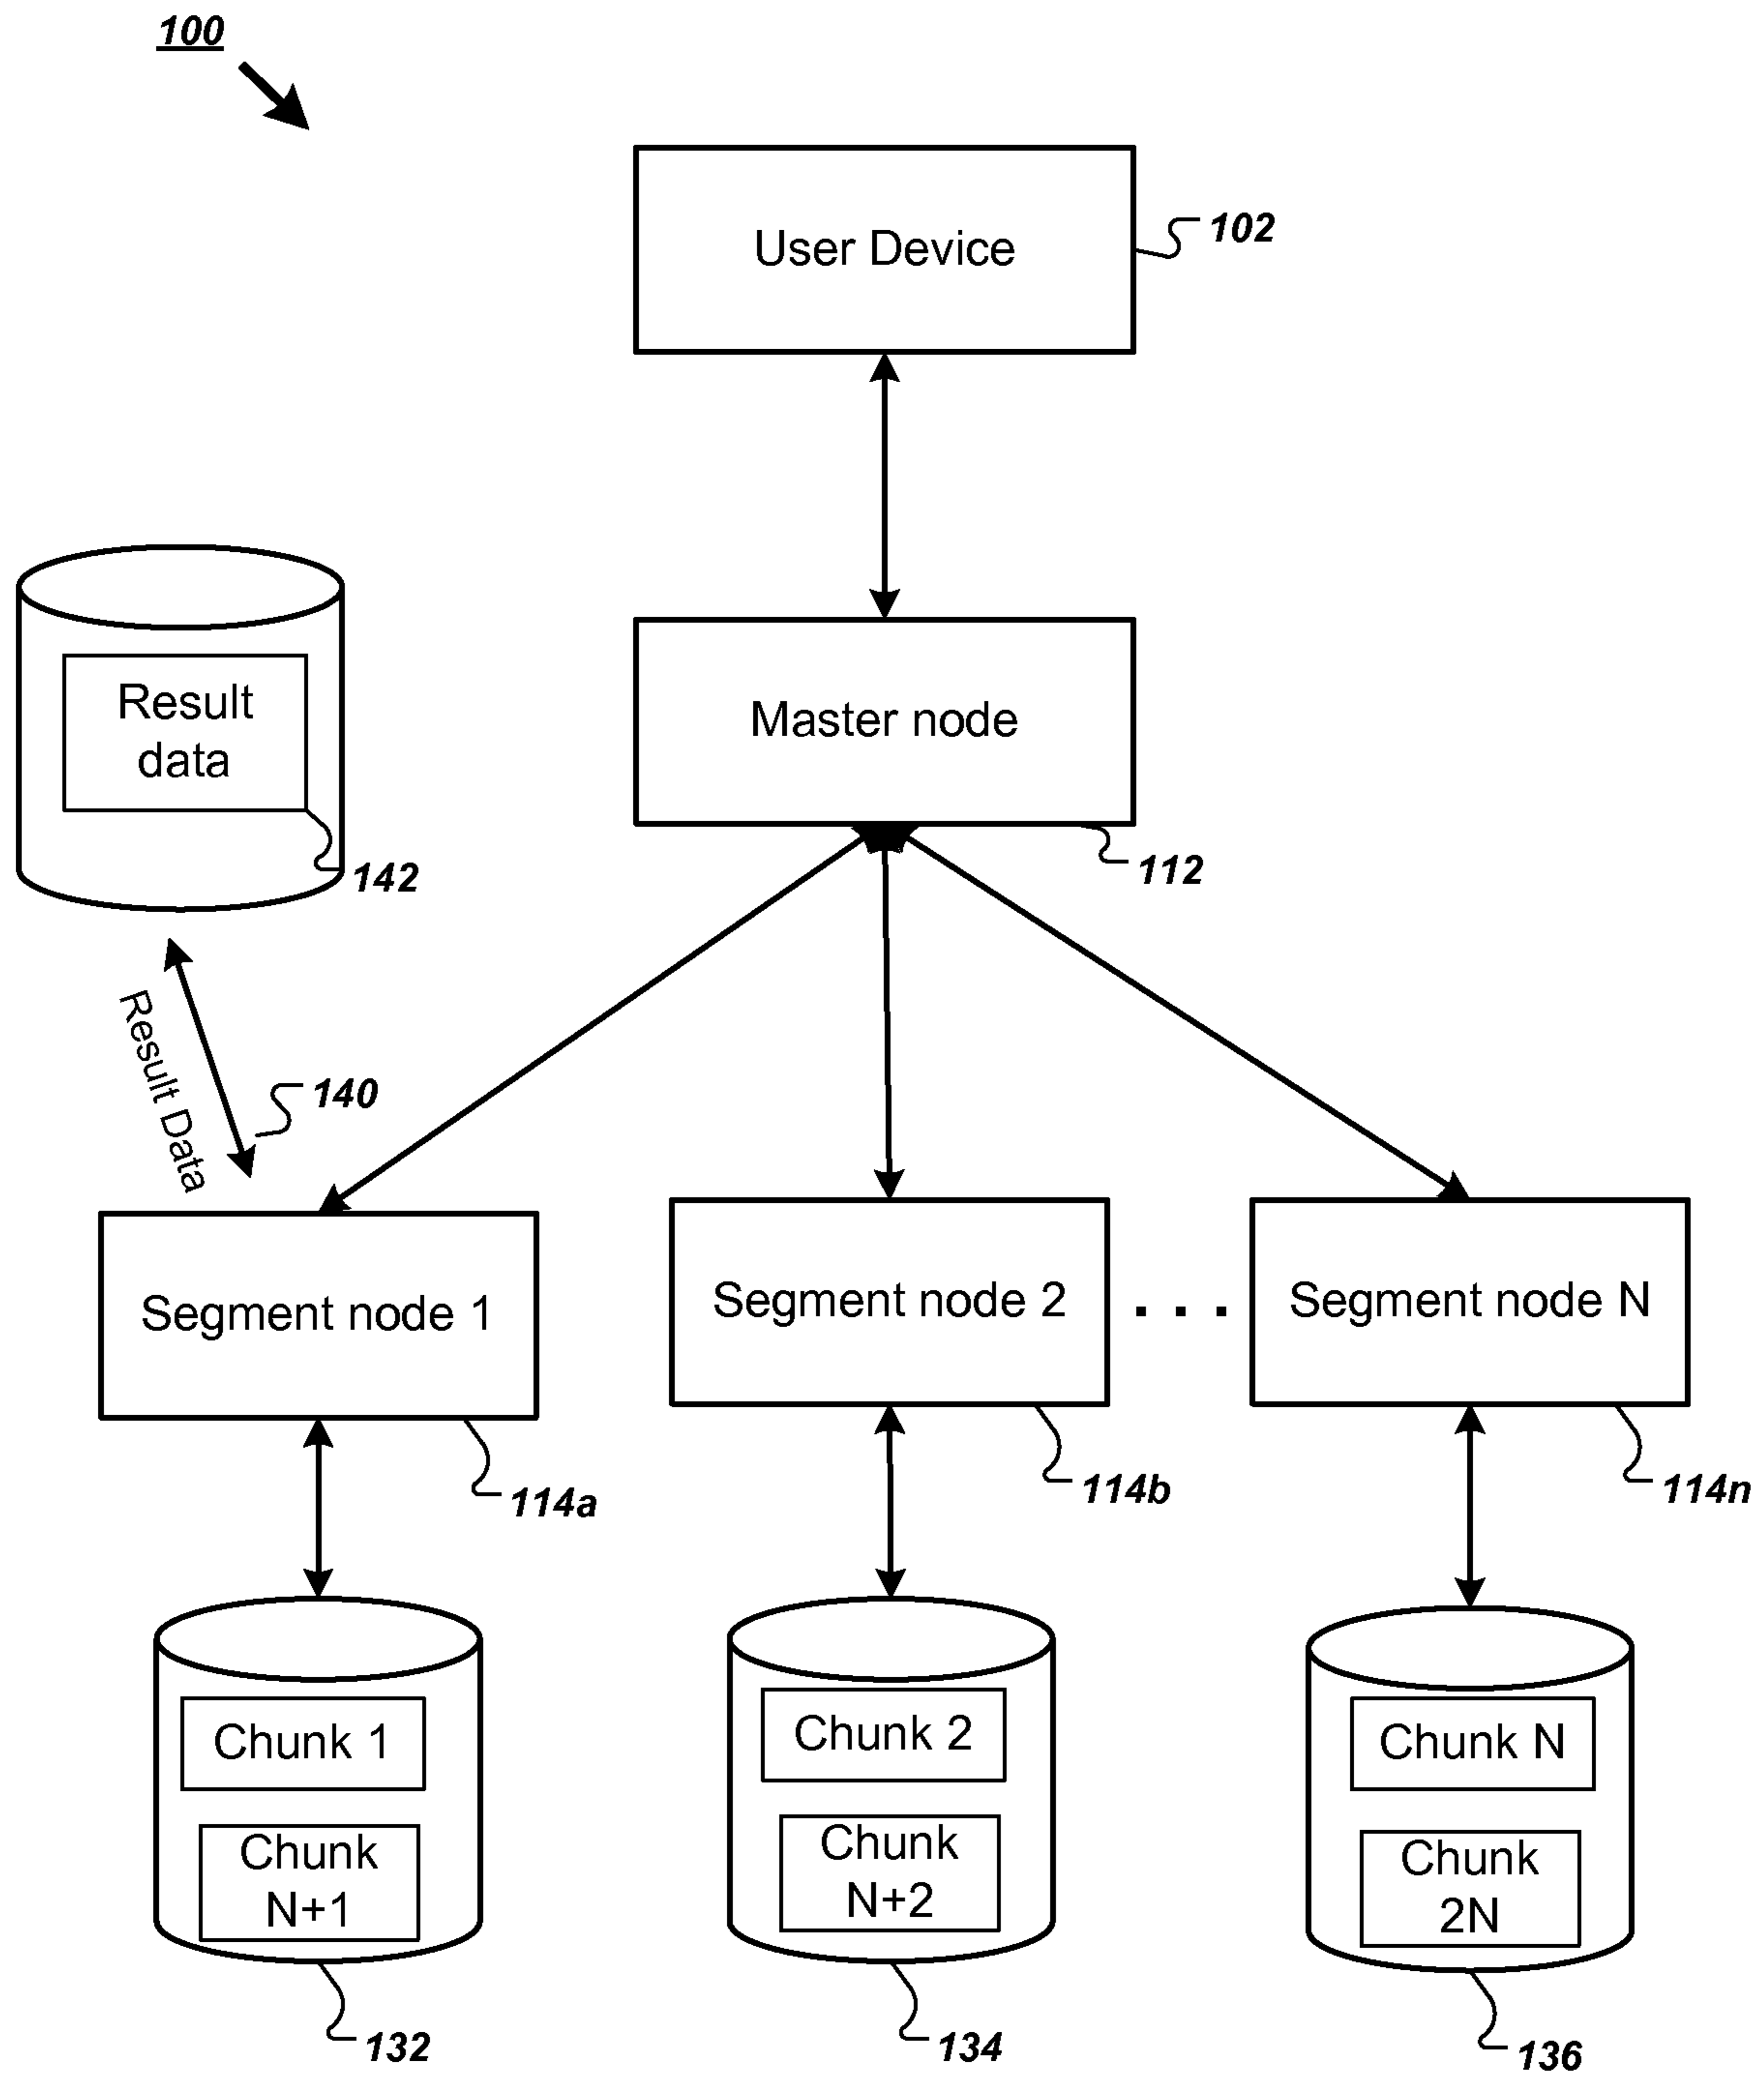 100
User Device
102
Result
data
142
Master node
112
Result Data
140
Segment node 1
114a
Segment node 2
114b
. . .
Segment node N
114n
Chunk 1
Chunk
N+1
132
Chunk 2
Chunk
N+2
134
Chunk N
Chunk
2N
136